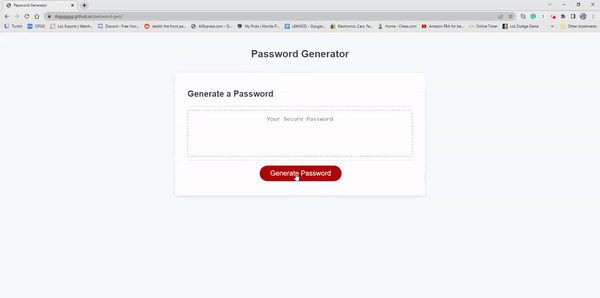 Password Generator
.github.io/password-gen/
Twitch
OPGG
LoL Esports | Watch...
Discord - Free Voic...
reddit: the front pa...
AliExpress.com - O...
My Picks | Worlds P...
Google...
Electronics, Cars, Fa...
Home - Chess.com
Amazon FBA for be...
Online Timer
LoL Dodge Game
»
Other bookmarks
Password Generator
Generate a Password
Your Secure Password
Generate Password